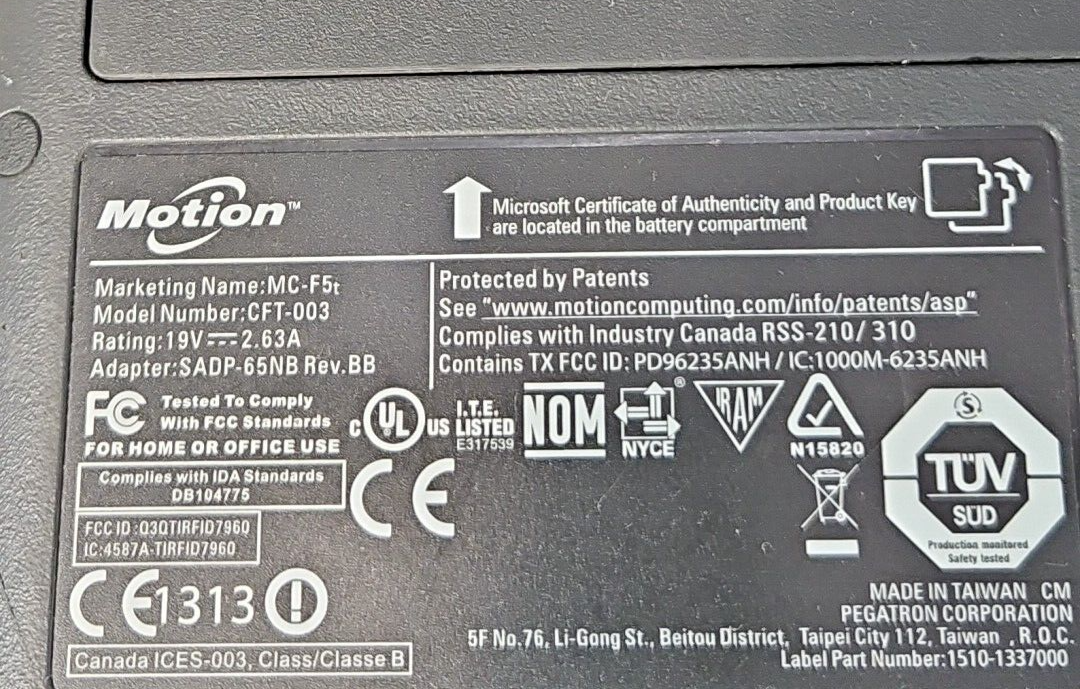 Motion™
Microsoft Certificate of Authenticity and Product Key
are located in the battery compartment
Marketing Name:MC-F5t
Model Number:CFT-003
Rating:19V⎓2.63A
Adapter:SADP-65NB Rev.BB
Protected by Patents
See "www.motioncomputing.com/info/patents/asp"
Complies with Industry Canada RSS-210/ 310
Contains TX FCC ID: PD96235ANH / IC:1000M-6235ANH
FC Tested To Comply
With FCC Standards
FOR HOME OR OFFICE USE
C UL US I.T.E.
LISTED
E317539
NOM
NYCE ®
IRAM
N15820
Complies with IDA Standards
DB104775
CE
FCC ID :Q3QTIRFID7960
IC:4587A-TIRFID7960
CE1313
S
TÜV
SÜD
Production monitored
Safety tested
MADE IN TAIWAN CM
PEGATRON CORPORATION
5F No.76, Li-Gong St., Beitou District, Taipei City 112, Taiwan , R.O.C.
Label Part Number:1510-1337000
Canada ICES-003, Class/Classe B